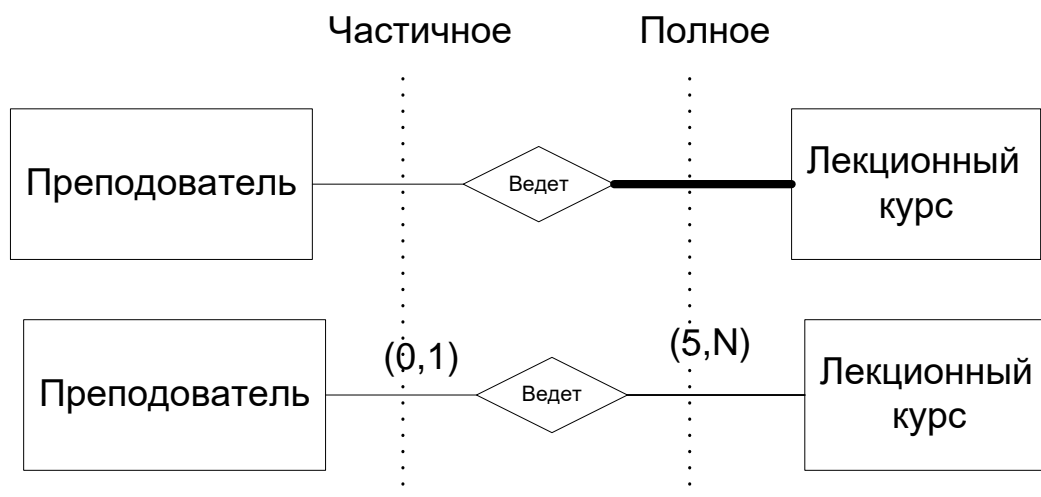 Частичное
Полное
Преподователь
Ведет
Лекционный
курс
(0,1)
(5,N)
Преподователь
Ведет
Лекционный
курс